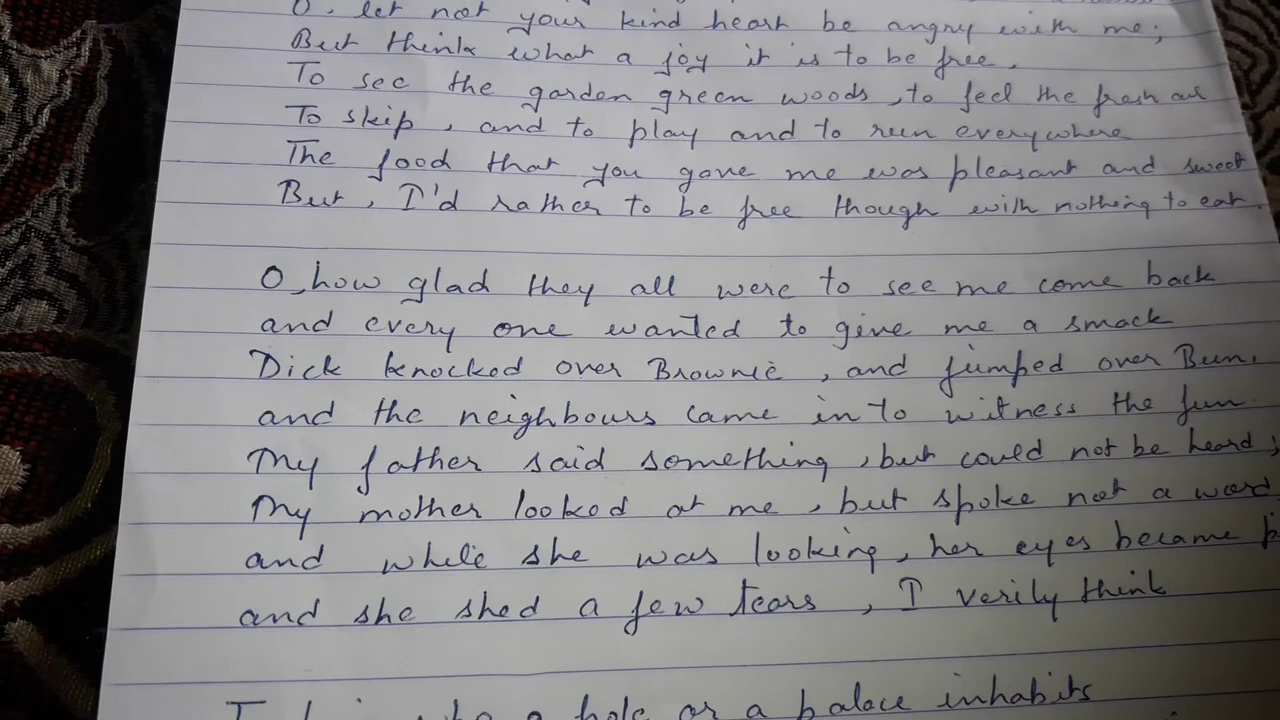 O, let not your kind heart be angry with me;
But think what a joy it is to be free.
To see the garden green woods, to feel the fresh air
To skip, and to play and to run everywhere
The food that you gave me was pleasant and sweet
But, I'd rather to be free though with nothing to eat.
O, how glad they all were to see me come back
and every one wanted to give me a smack
Dick knocked over Brownie, and jumped over Bun.
and the neighbours came in to witness the fun.
My father said something, but could not be heard,
My mother looked at me, but spoke not a word
and while she was looking, her eyes became
and she shed a few tears, I verily think
a hole or a palace inhabits